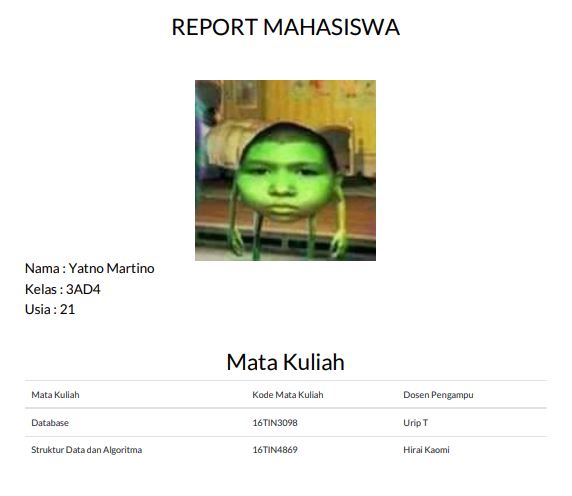 REPORT MAHASISWA
Nama : Yatno Martino
Kelas : 3AD4
Usia : 21
Mata Kuliah
Mata Kuliah Kode Mata Kuliah Dosen Pengampu
Database 16TIN3098 Urip T
Struktur Data dan Algoritma 16TIN4869 Hirai Kaomi